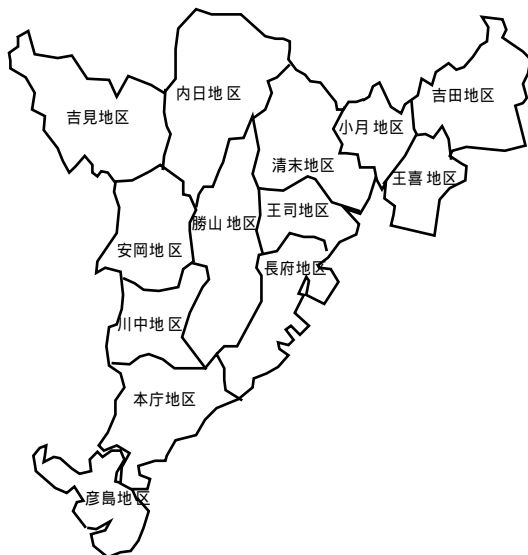 吉田地区
内日地区
吉見地区
小月地区
清末地区
王喜地区
王司地区
勝山地区
安岡地区
長府地区
川中地区
本庁地区
彦島地区